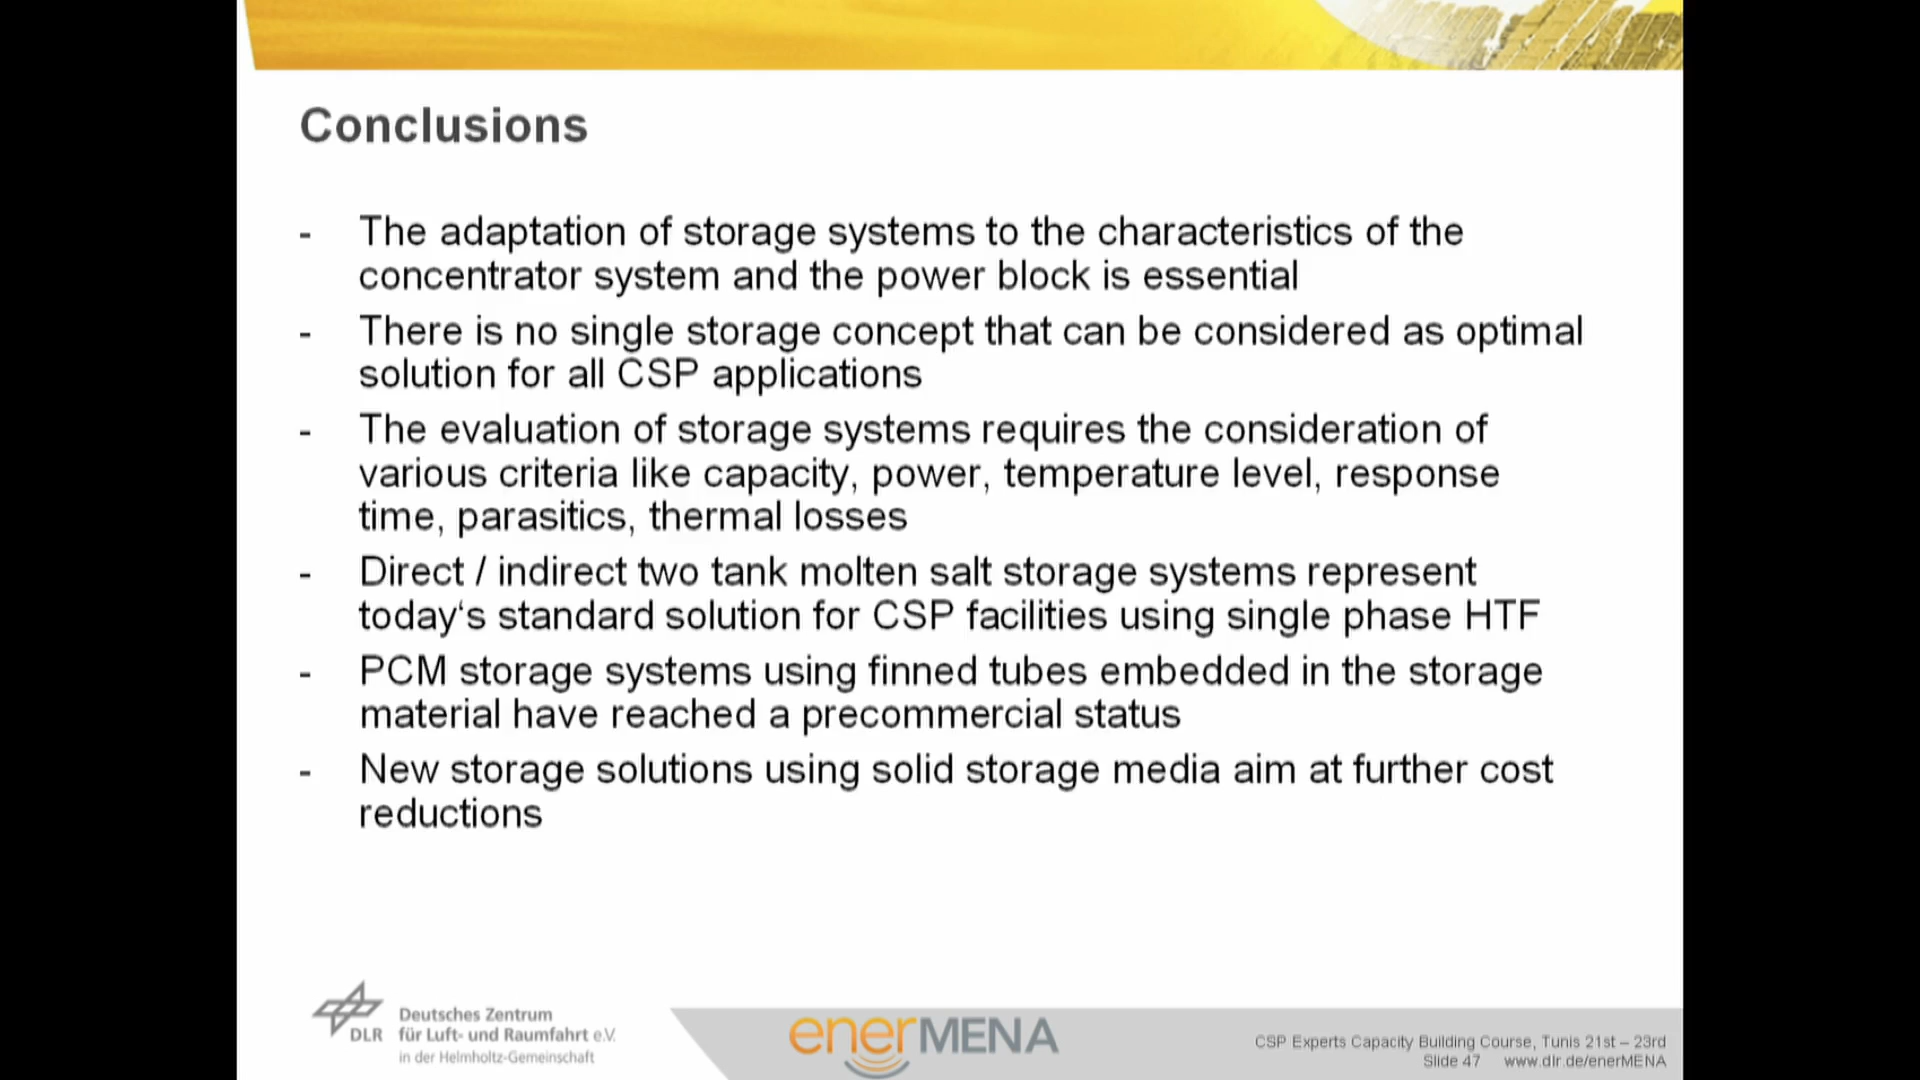 Conclusions
- The adaptation of storage systems to the characteristics of the
concentrator system and the power block is essential
- There is no single storage concept that can be considered as optimal
solution for all CSP applications
- The evaluation of storage systems requires the consideration of
various criteria like capacity, power, temperature level, response
time, parasitics, thermal losses
- Direct / indirect two tank molten salt storage systems represent
today‘s standard solution for CSP facilities using single phase HTF
- PCM storage systems using finned tubes embedded in the storage
material have reached a precommercial status
- New storage solutions using solid storage media aim at further cost
reductions
Deutsches Zentrum
DLR für Luft- und Raumfahrt e.V.
in der Helmholtz-Gemeinschaft
enerMENA
CSP Experts Capacity Building Course, Tunis 21st – 23rd
Slide 47 www.dlr.de/enerMENA